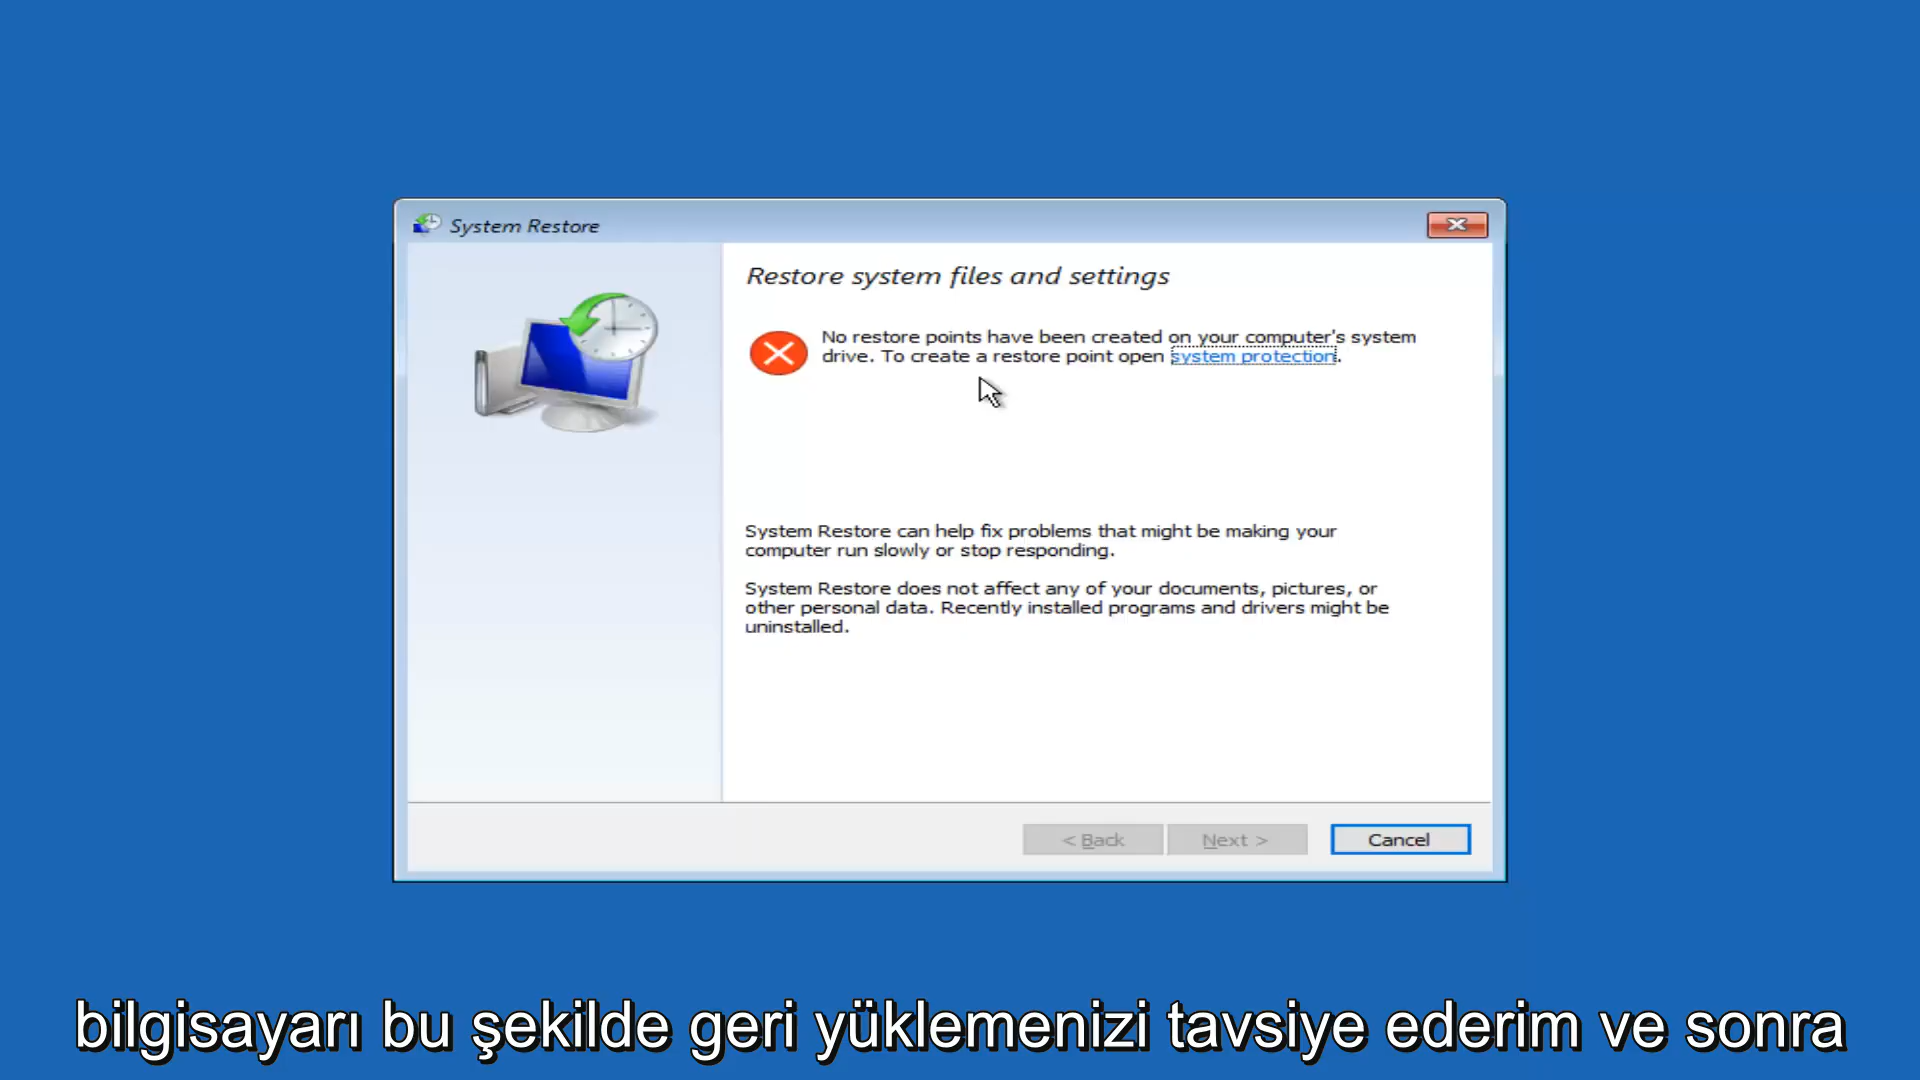 System Restore
Restore system files and settings
No restore points have been created on your computer's system
drive. To create a restore point open system protection.
System Restore can help fix problems that might be making your
computer run slowly or stop responding.
System Restore does not affect any of your documents, pictures, or
other personal data. Recently installed programs and drivers might be
uninstalled.
< Back
Next >
Cancel
bilgisayarı bu şekilde geri yüklemenizi tavsiye ederim ve sonra